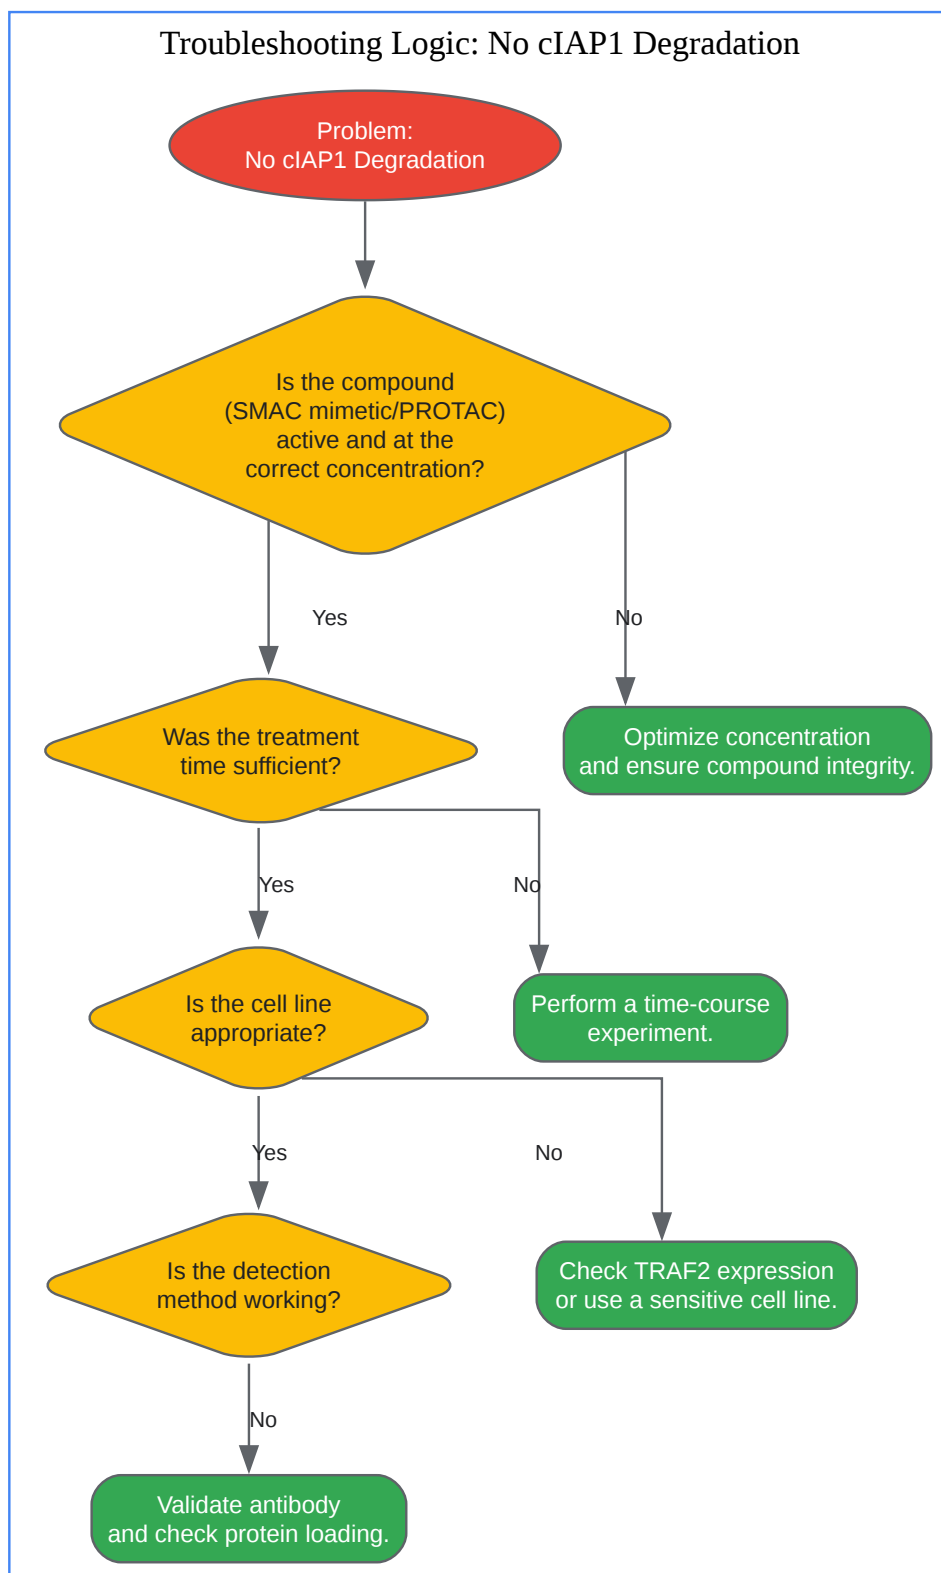 Troubleshooting Logic: No cIAP1 Degradation
Problem:
No cIAP1 Degradation
Is the compound
(SMAC mimetic/PROTAC)
active and at the
correct concentration?
Yes
No
Was the treatment
time sufficient?
Optimize concentration
and ensure compound integrity.
Yes
No
Is the cell line
appropriate?
Perform a time-course
experiment.
Yes
No
Is the detection
method working?
Check TRAF2 expression
or use a sensitive cell line.
No
Validate antibody
and check protein loading.